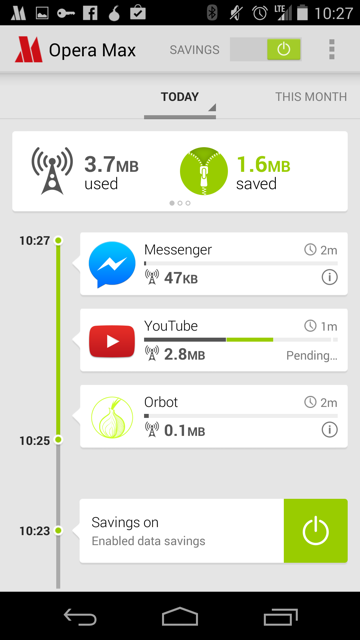 LTE
10:27
Opera Max
SAVINGS
TODAY
THIS MONTH
3.7MB
used
1.6MB
saved
10:27
Messenger
2m
47KB
YouTube
1m
2.8MB
Pending...
Orbot
2m
0.1MB
10:25
10:23
Savings on
Enabled data savings